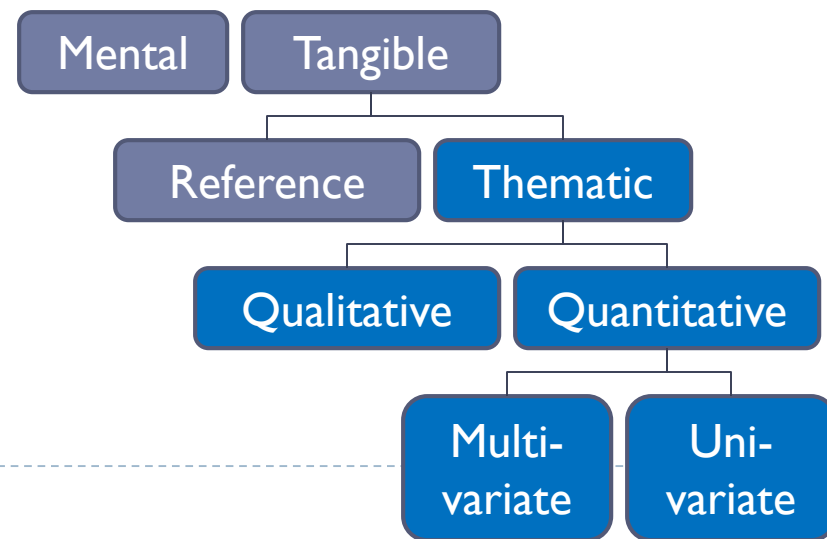 Mental
Tangible
Reference
Thematic
Qualitative
Quantitative
Multi-
variate
Uni-
variate